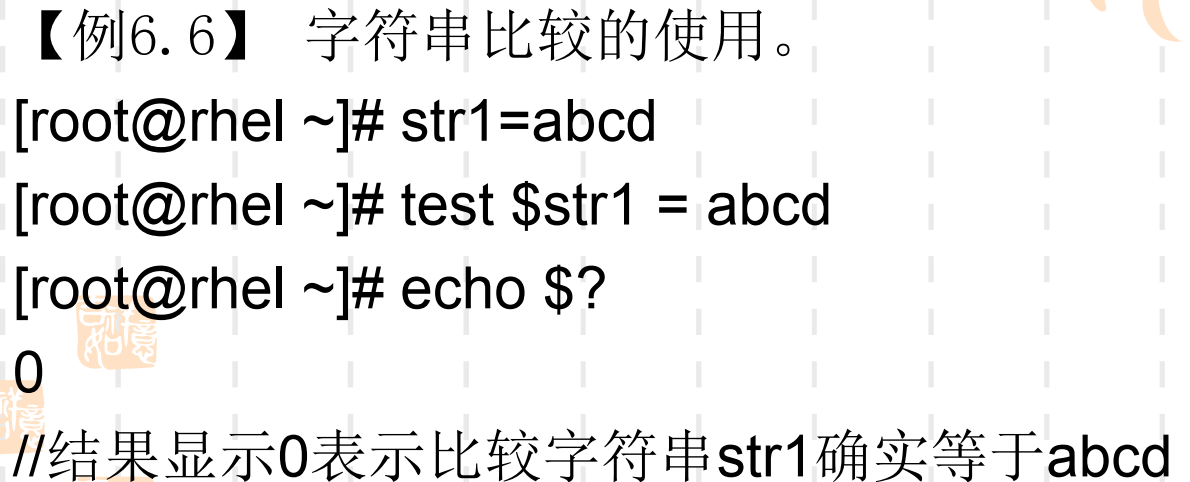 【例6.6】 字符串比较的使用。
[root@rhel ~]# str1=abcd
[root@rhel ~]# test $str1 = abcd
[root@rhel ~]# echo $?
0
//结果显示0表示比较字符串str1确实等于abcd